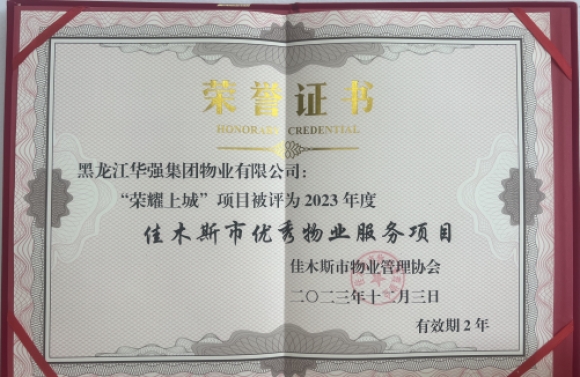 荣誉证书
HONORARY CREDENTIAL
黑龙江华强集团物业有限公司：
“荣耀上城”项目被评为2023年度
佳木斯市优秀物业服务项目
佳木斯市物业管理协会
二〇二三年十二月三日
有效期2年